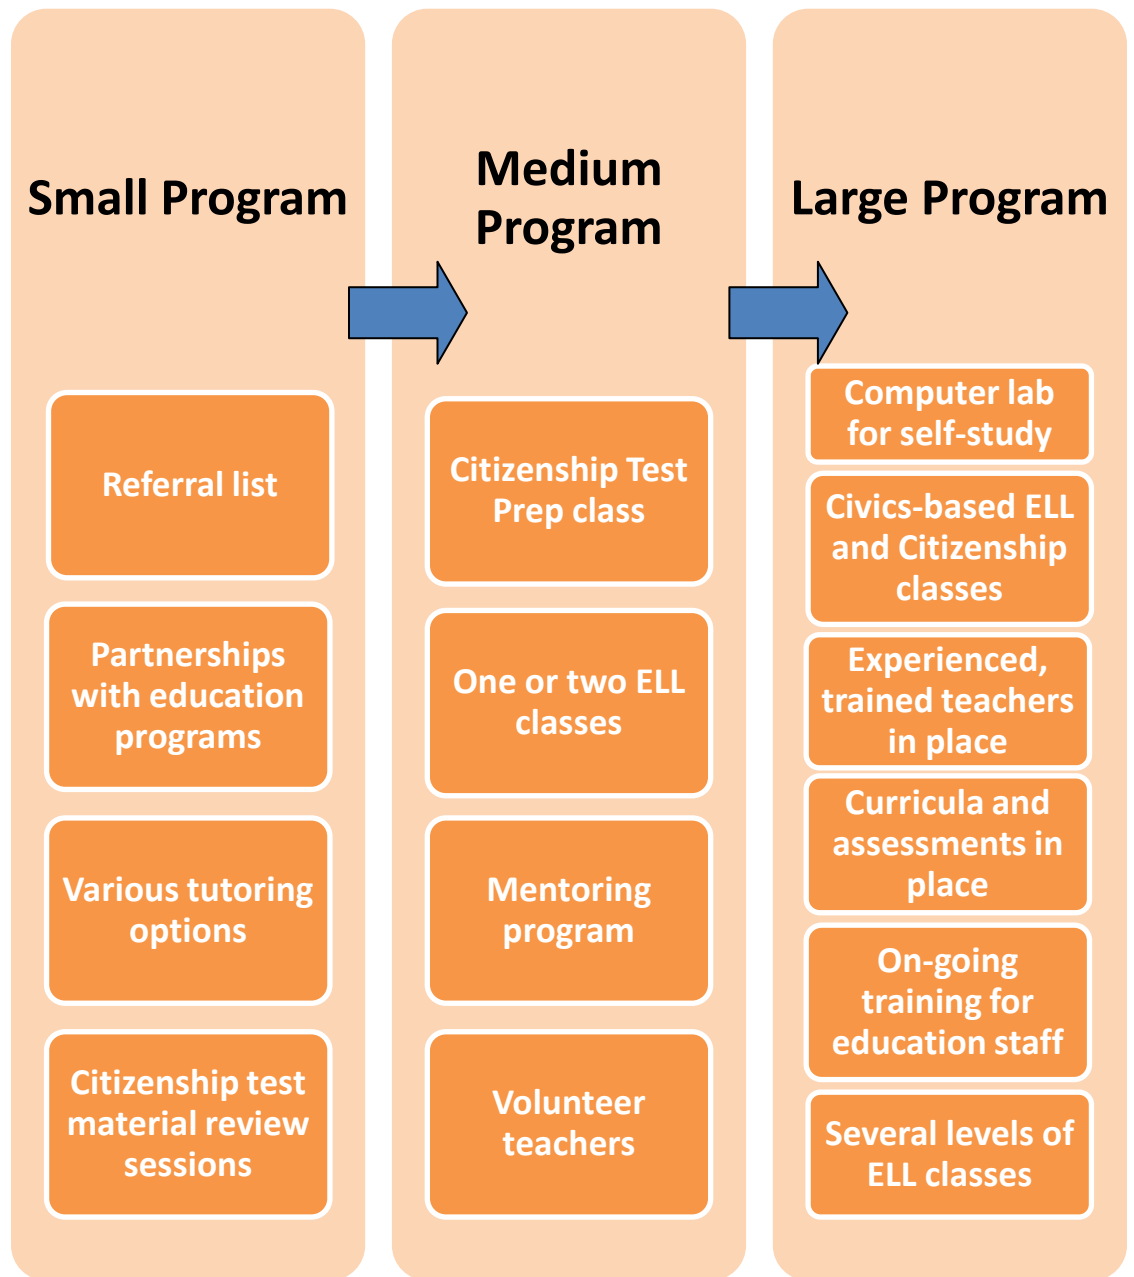 Small Program
Referral list
Partnerships
with education
programs
Various tutoring
options
Citizenship test
material review
sessions
Medium
Program
Citizenship Test
Prep class
One or two ELL
classes
Mentoring
program
Volunteer
teachers
Large Program
Computer lab
for self-study
Civics-based ELL
and Citizenship
classes
Experienced,
trained teachers
in place
Curricula and
assessments in
place
On-going
training for
education staff
Several levels of
ELL classes